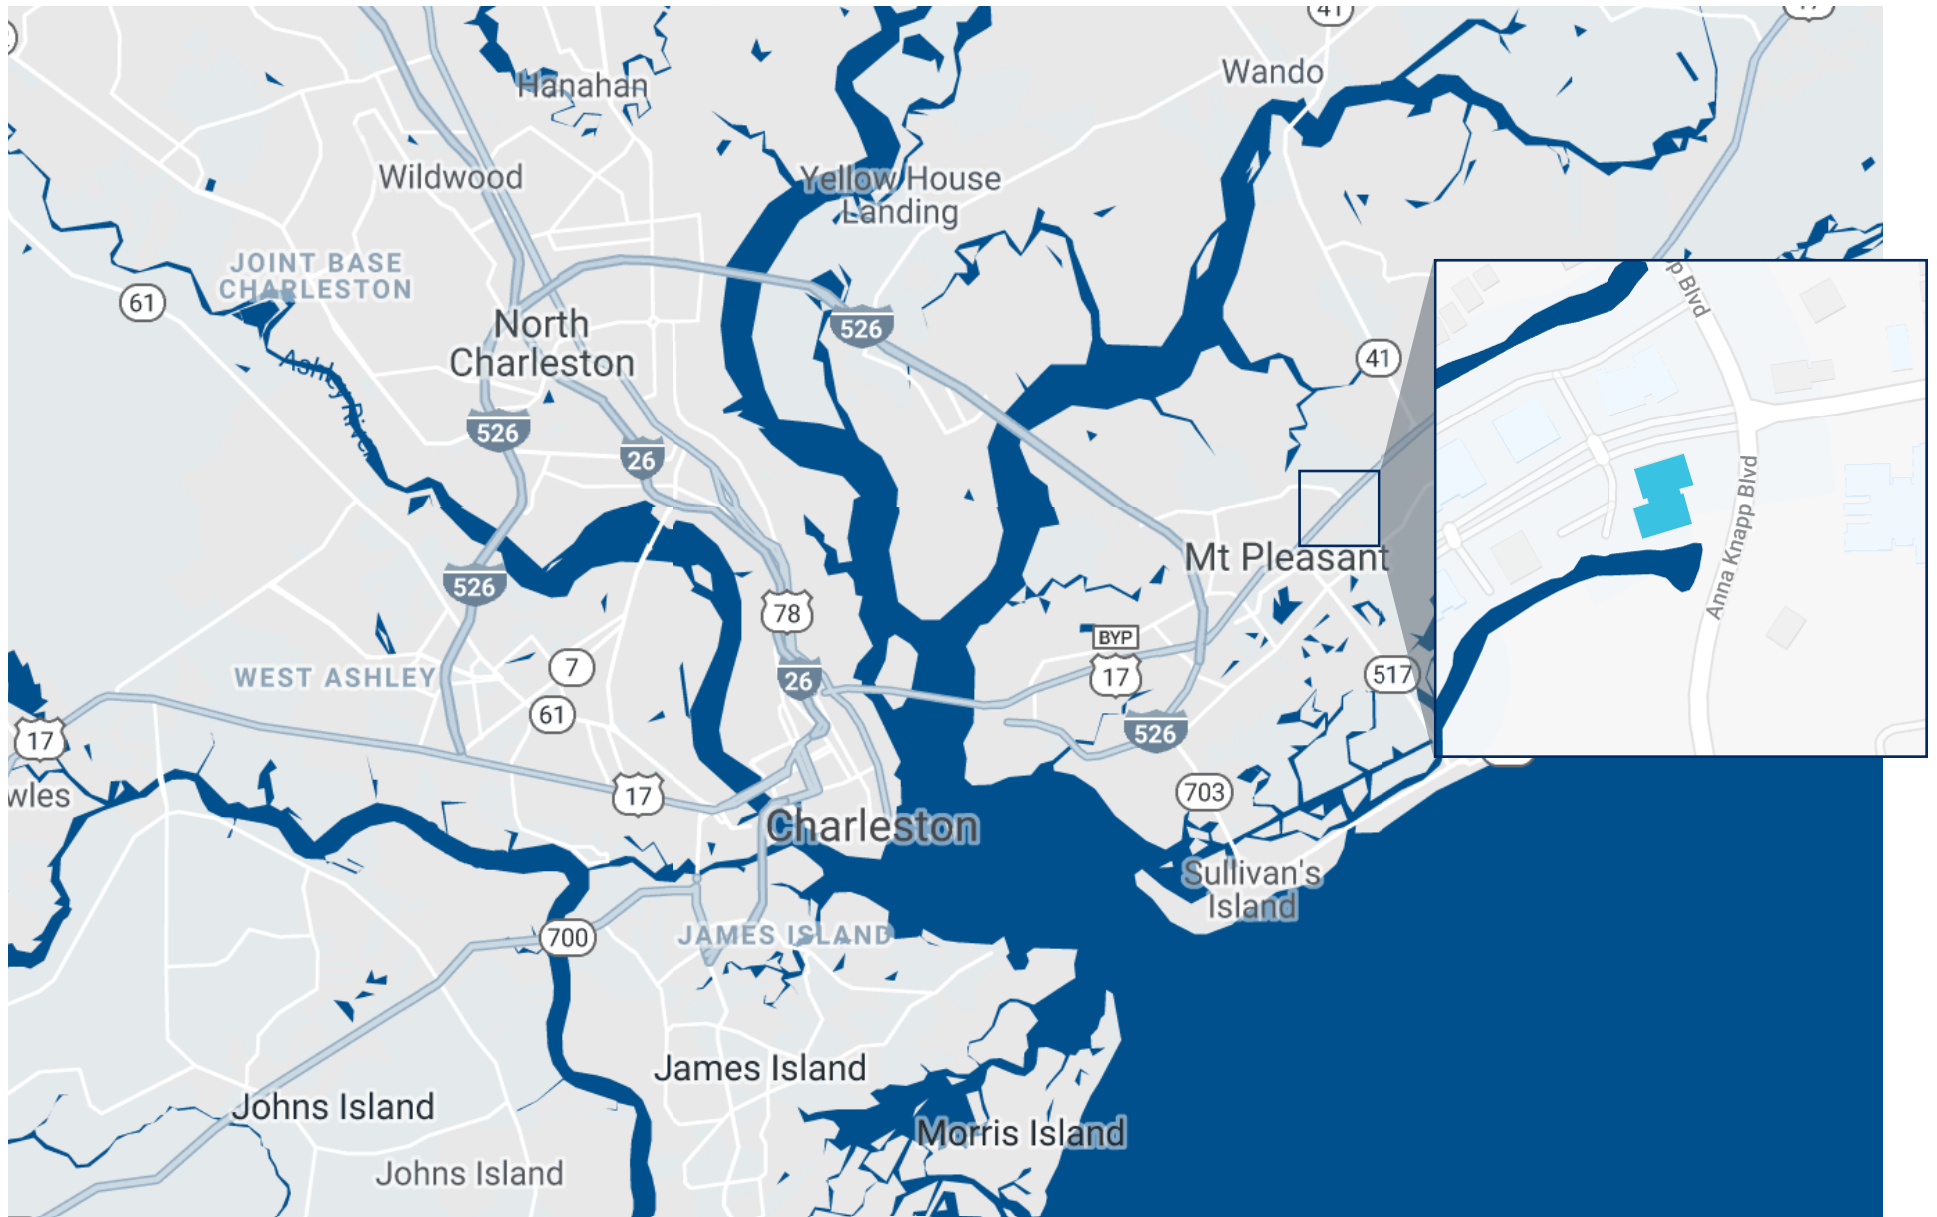 41
17
Wando
Hanahan
Wildwood
Yellow House
Landing
JOINT BASE
CHARLESTON
61
North
Charleston
526
Ashley River
41
p Blvd
526
26
Mt Pleasant
Anna Knapp Blvd
526
78
BYP
17
WEST ASHLEY
7
26
517
61
17
526
wles
17
703
Charleston
Sullivan's
Island
700
JAMES ISLAND
James Island
Johns Island
Morris Island
Johns Island